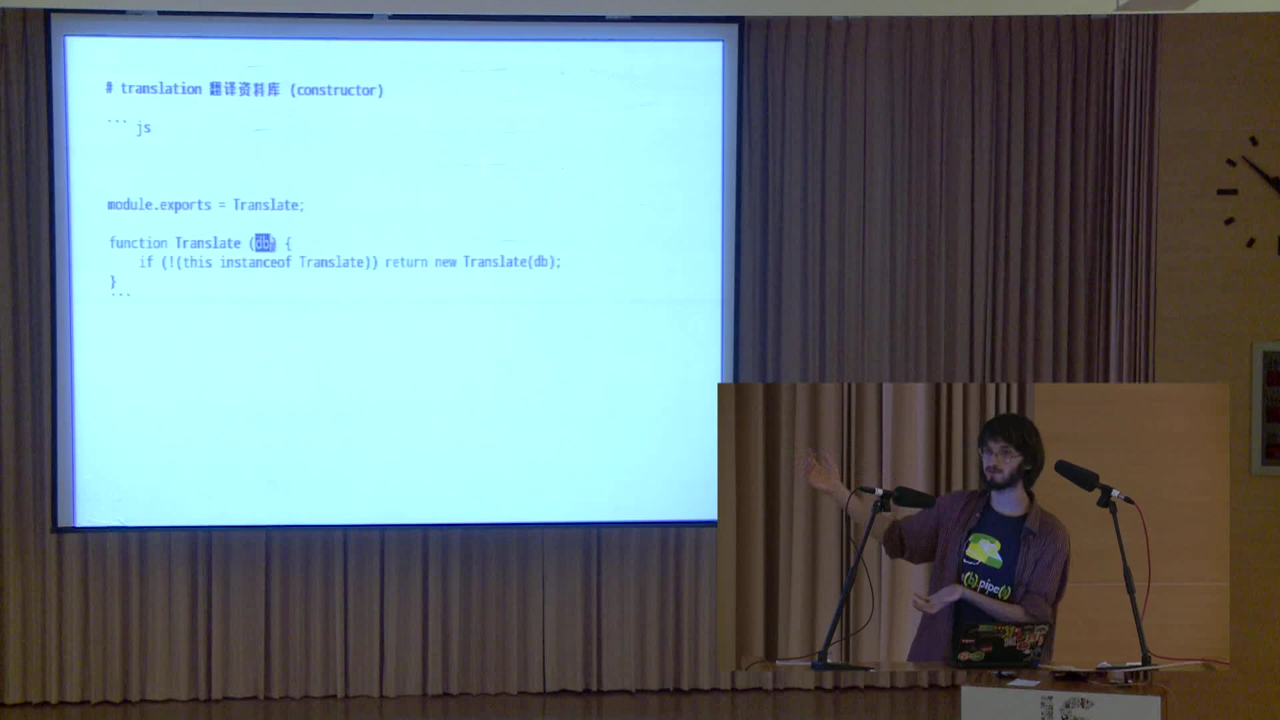 # translation 翻译资料库 (constructor)
``` js
module.exports = Translate;
function Translate (db) {
if (!(this instanceof Translate)) return new Translate(db);
}
```
(b).pipe(